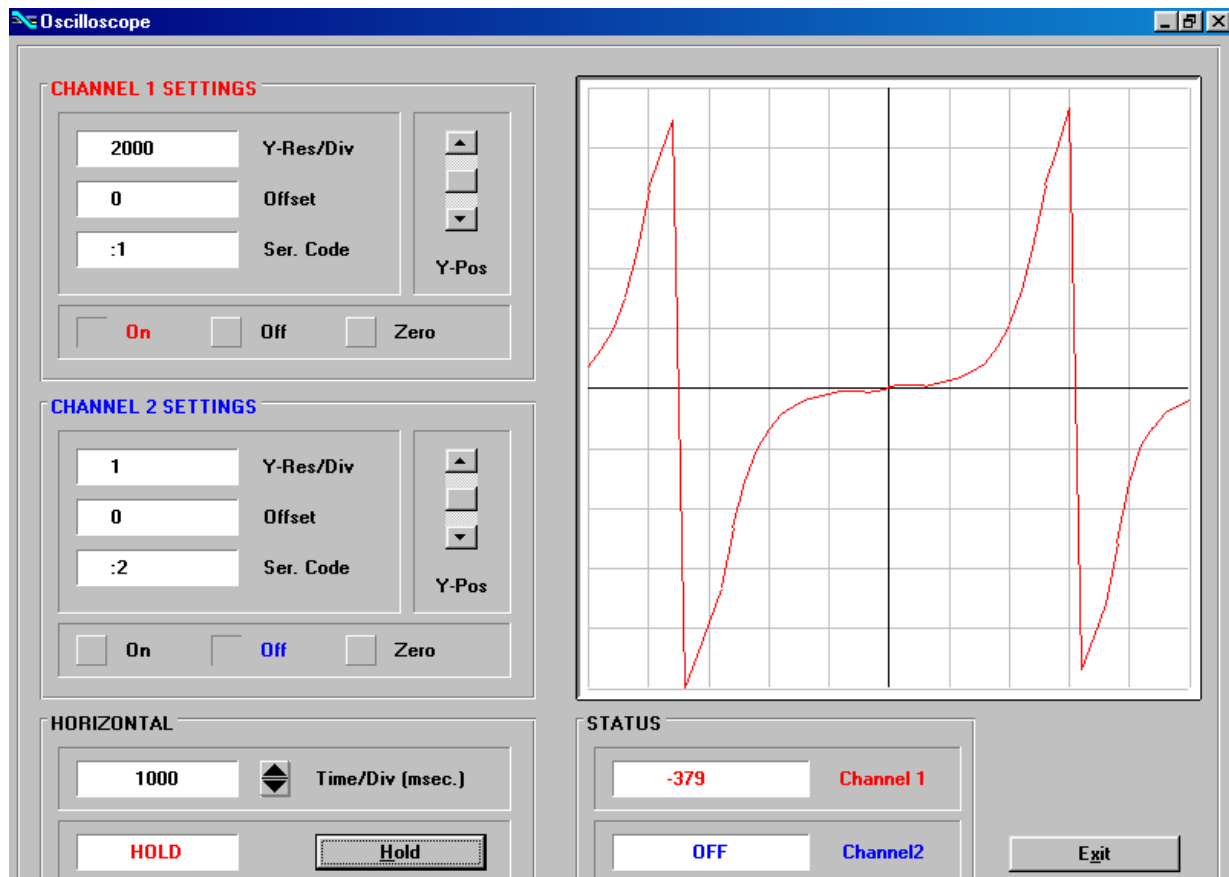 Oscilloscope
CHANNEL 1 SETTINGS
2000 Y-Res/Div
0 Offset
:1 Ser. Code
Y-Pos
On Off Zero
CHANNEL 2 SETTINGS
1 Y-Res/Div
0 Offset
:2 Ser. Code
Y-Pos
On Off Zero
HORIZONTAL
1000 Time/Div (msec.)
HOLD Hold
STATUS
-379 Channel 1
OFF Channel2
Exit